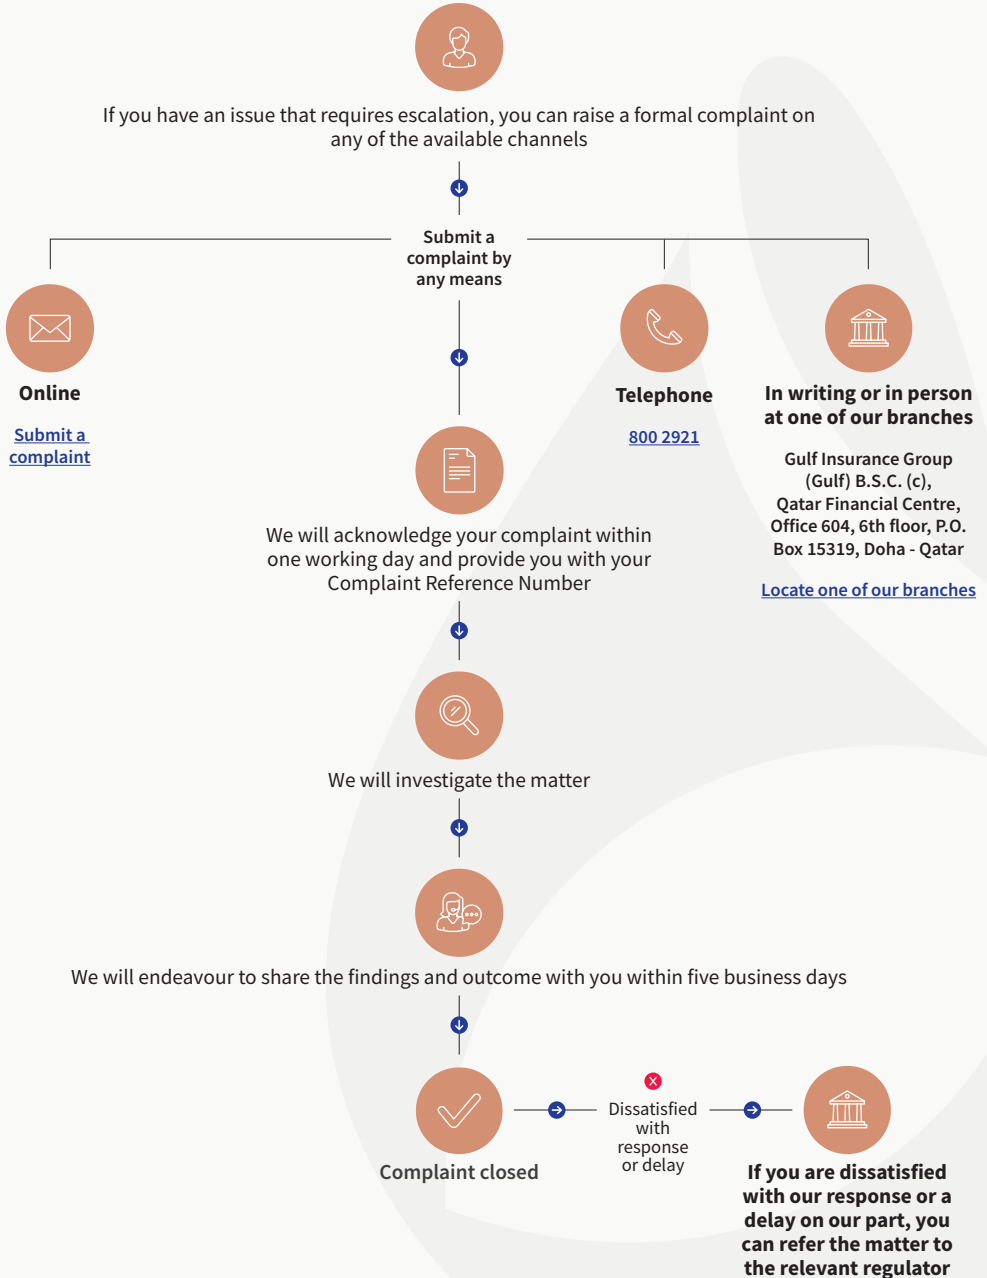 If you have an issue that requires escalation, you can raise a formal complaint on
any of the available channels
Submit a
complaint by
any means
Online
Submit a
complaint
Telephone
800 2921
In writing or in person
at one of our branches
Gulf Insurance Group
(Gulf) B.S.C. (c),
Qatar Financial Centre,
Office 604, 6th floor, P.O.
Box 15319, Doha - Qatar
Locate one of our branches
We will acknowledge your complaint within
one working day and provide you with your
Complaint Reference Number
We will investigate the matter
We will endeavour to share the findings and outcome with you within five business days
Complaint closed
Dissatisfied
with
response
or delay
If you are dissatisfied
with our response or a
delay on our part, you
can refer the matter to
the relevant regulator